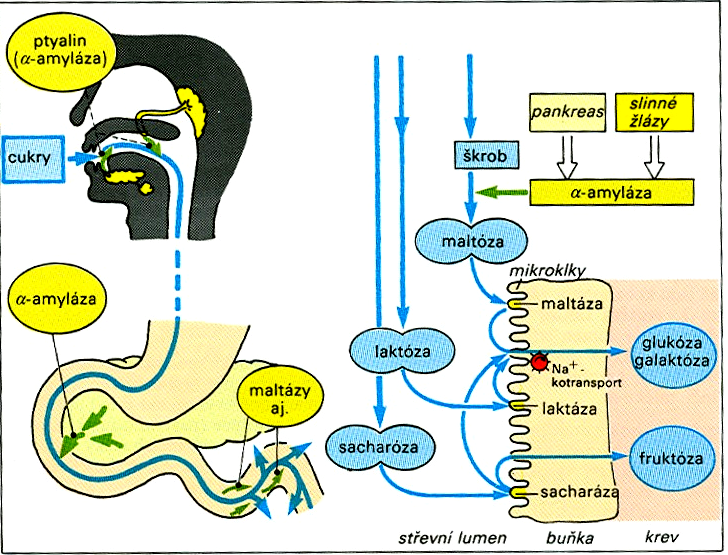 ptyalin
(α-amyláza)
cukry
α-amyláza
maltázy
aj.
pankreas
slinné
žlázy
škrob
α-amyláza
maltóza
mikroklky
maltáza
laktóza
glukóza
galaktóza
Na⁺-
kotransport
laktáza
sacharóza
fruktóza
sacharáza
střevní lumen
buňka
krev